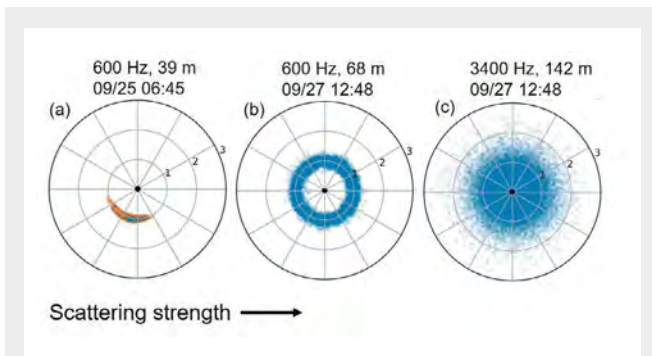 600 Hz, 39 m
09/25 06:45
600 Hz, 68 m
09/27 12:48
3400 Hz, 142 m
09/27 12:48
(a)
(b)
(c)
1
2
3
1
2
3
1
2
3
Scattering strength